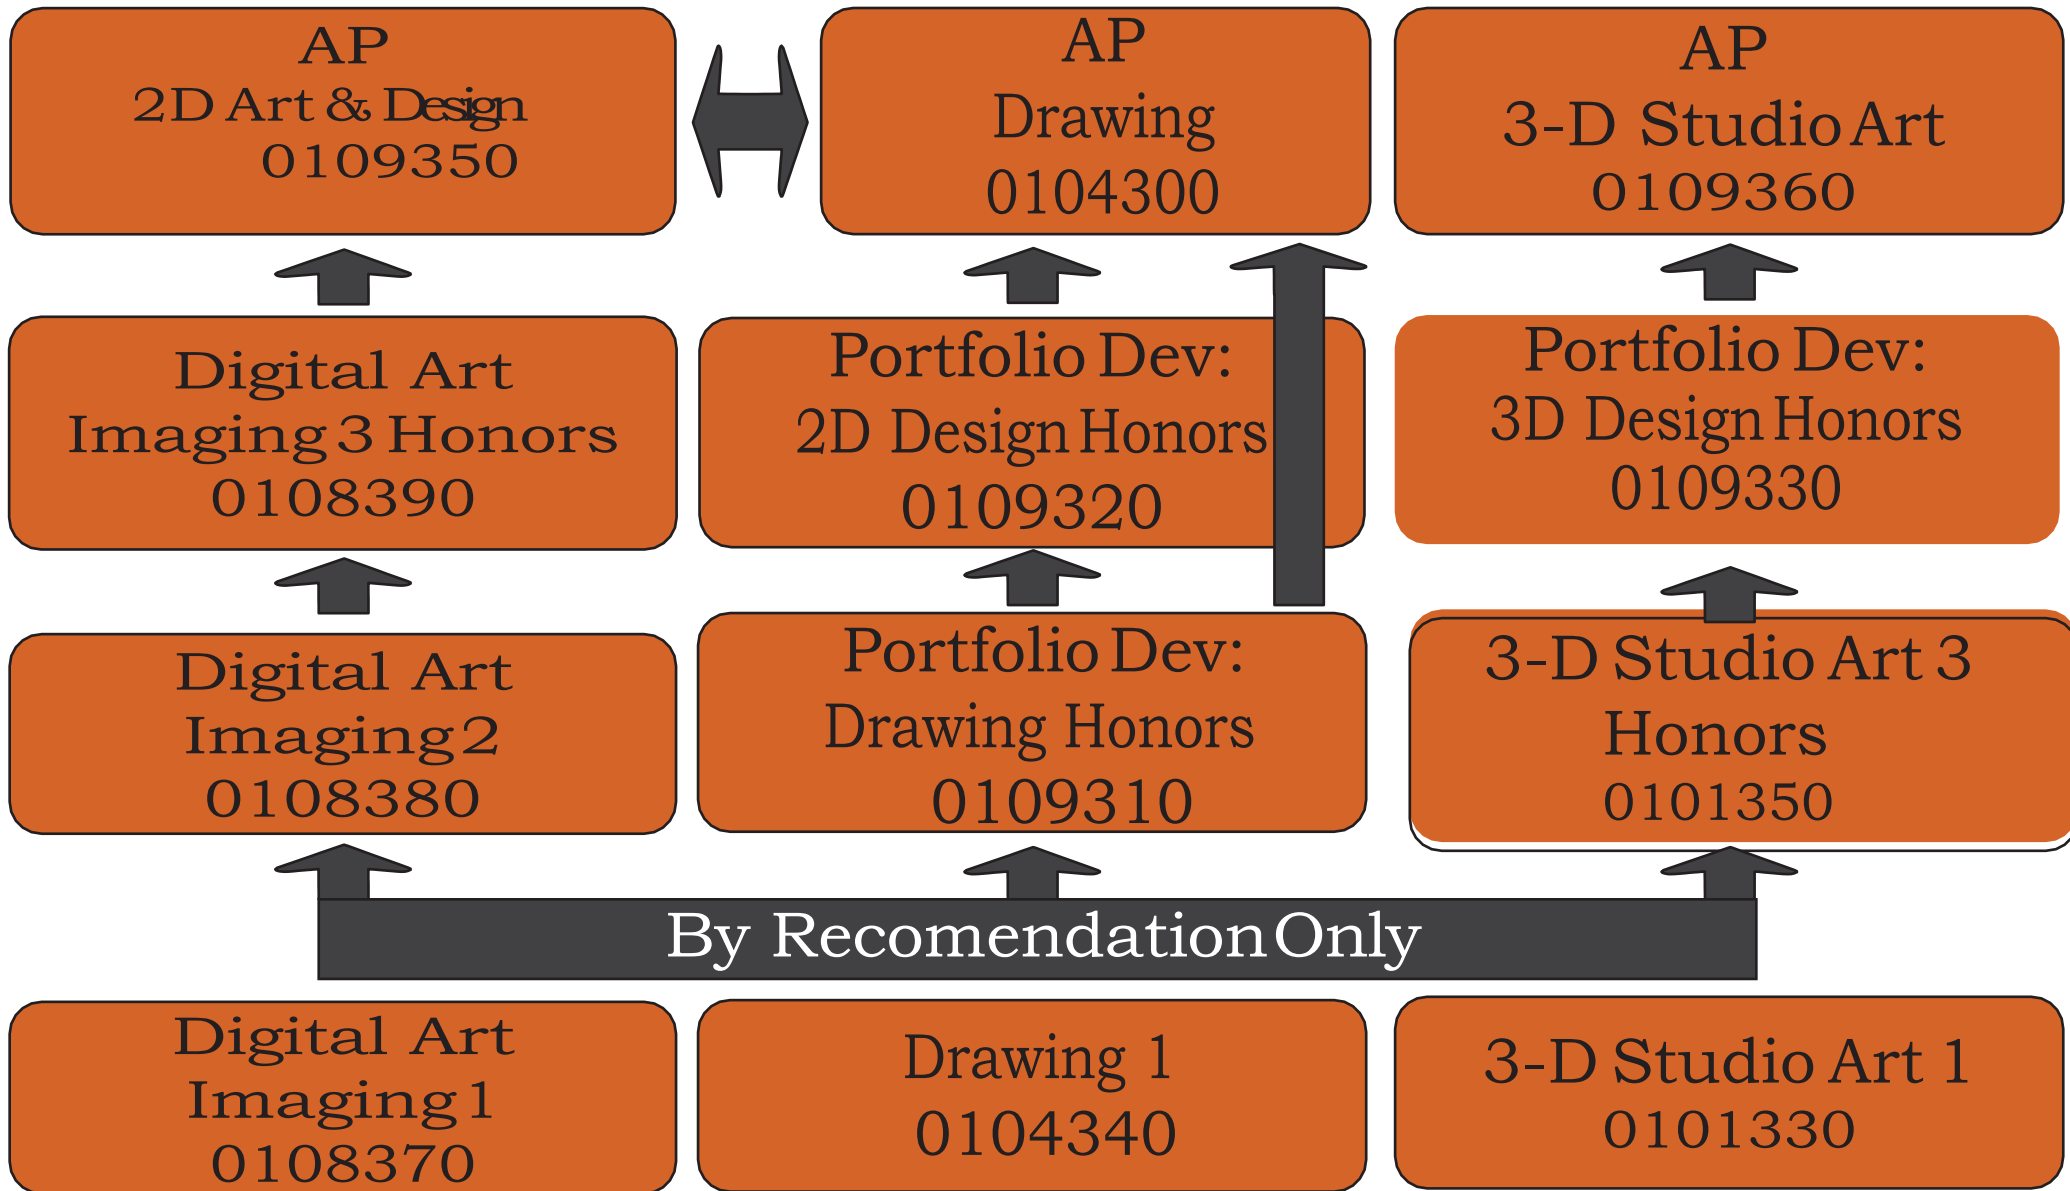 AP
2D Art & Design
0109350
AP
Drawing
0104300
AP
3-D Studio Art
0109360
Digital Art
Imaging 3 Honors
0108390
Portfolio Dev:
2D Design Honors
0109320
Portfolio Dev:
3D Design Honors
0109330
Digital Art
Imaging 2
0108380
Portfolio Dev:
Drawing Honors
0109310
3-D Studio Art 3
Honors
0101350
By Recomendation Only
Digital Art
Imaging 1
0108370
Drawing 1
0104340
3-D Studio Art 1
0101330